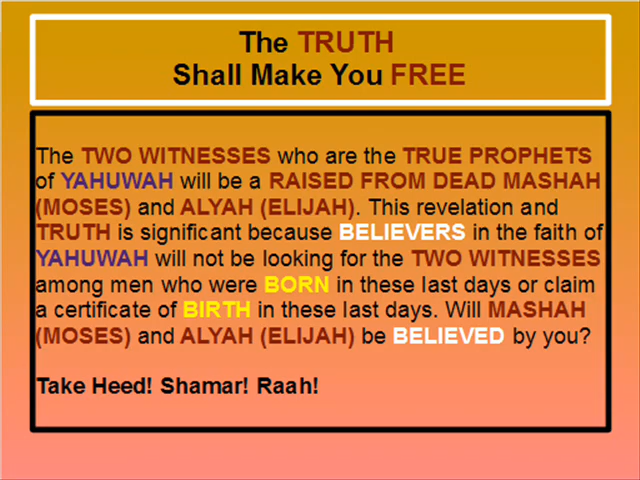 The TRUTH
Shall Make You FREE
The TWO WITNESSES who are the TRUE PROPHETS
of YAHUWAH will be a RAISED FROM DEAD MASHAH
(MOSES) and ALYAH (ELIJAH). This revelation and
TRUTH is significant because BELIEVERS in the faith of
YAHUWAH will not be looking for the TWO WITNESSES
among men who were BORN in these last days or claim
a certificate of BIRTH in these last days. Will MASHAH
(MOSES) and ALYAH (ELIJAH) be BELIEVED by you?
Take Heed! Shamar! Raah!